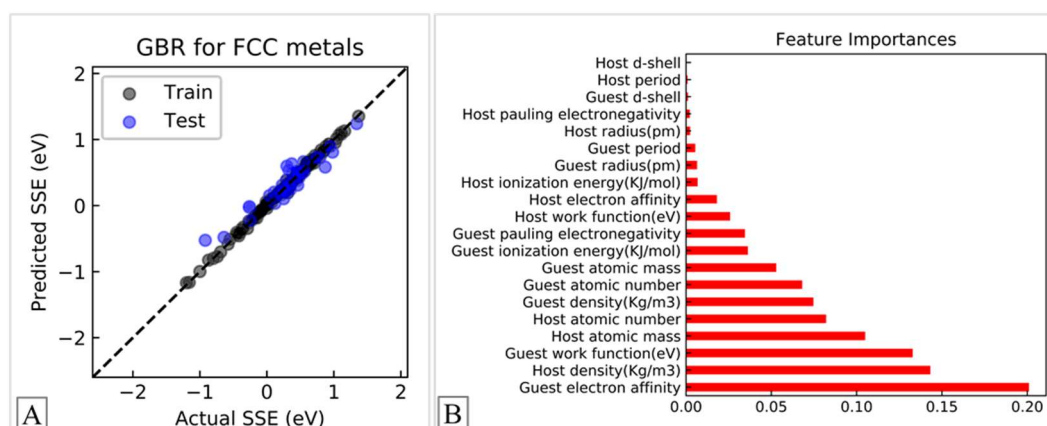 GBR for FCC metals
Train
Test
Predicted SSE (eV)
2
1
0
−1
−2
−2
−1
0
1
2
Actual SSE (eV)
A
Feature Importances
Host d-shell
Host period
Guest d-shell
Host pauling electronegativity
Host radius(pm)
Guest period
Guest radius(pm)
Host ionization energy(KJ/mol)
Host electron affinity
Host work function(eV)
Guest pauling electronegativity
Guest ionization energy(KJ/mol)
Guest atomic mass
Guest atomic number
Guest density(Kg/m3)
Host atomic number
Host atomic mass
Guest work function(eV)
Host density(Kg/m3)
Guest electron affinity
0.00
0.05
0.10
0.15
0.20
B